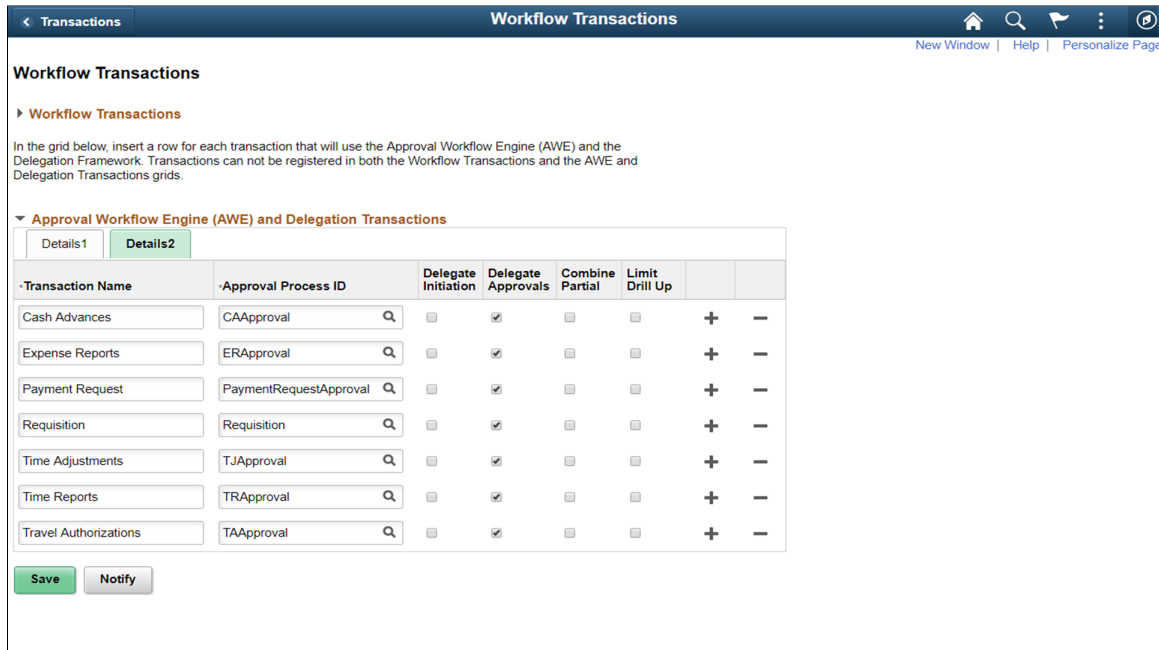 Transactions
Workflow Transactions
New Window | Help | Personalize Page
Workflow Transactions
Workflow Transactions
In the grid below, insert a row for each transaction that will use the Approval Workflow Engine (AWE) and the
Delegation Framework. Transactions can not be registered in both the Workflow Transactions and the AWE and
Delegation Transactions grids.
Approval Workflow Engine (AWE) and Delegation Transactions
Details1 Details2
*Transaction Name *Approval Process ID Delegate Initiation Delegate Approvals Combine Partial Limit Drill Up
Cash Advances CAApproval
Expense Reports ERApproval
Payment Request PaymentRequestApproval
Requisition Requisition
Time Adjustments TJApproval
Time Reports TRApproval
Travel Authorizations TAApproval
Save Notify